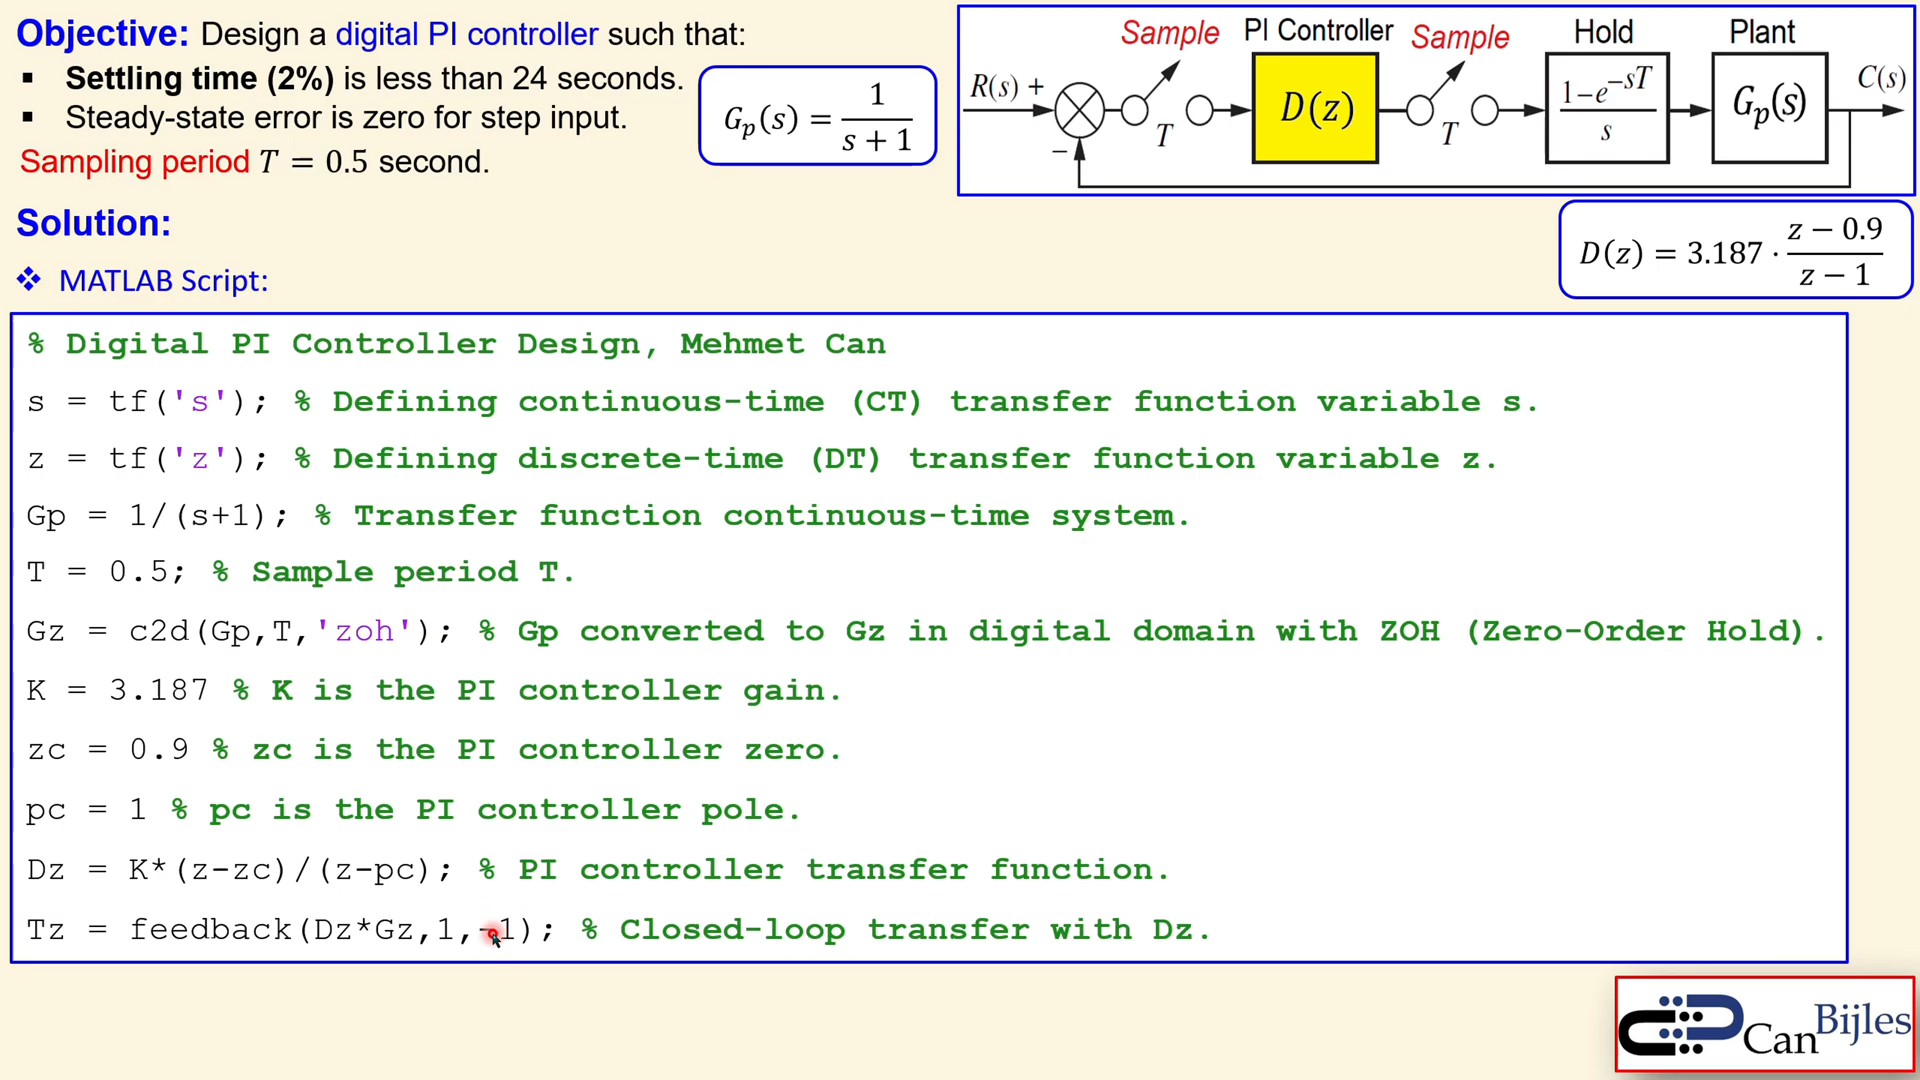 Objective: Design a digital PI controller such that:
▪ Settling time (2%) is less than 24 seconds.
▪ Steady-state error is zero for step input.
Sampling period T = 0.5 second.
G_p(s) = 1/(s + 1)
Sample PI Controller Sample Hold Plant
R(s) + T D(z) T (1−e^−sT)/s G_p(s) C(s)
−
Solution:
D(z) = 3.187 · (z − 0.9)/(z − 1)
❖ MATLAB Script:
% Digital PI Controller Design, Mehmet Can
s = tf('s'); % Defining continuous-time (CT) transfer function variable s.
z = tf('z'); % Defining discrete-time (DT) transfer function variable z.
Gp = 1/(s+1); % Transfer function continuous-time system.
T = 0.5; % Sample period T.
Gz = c2d(Gp,T,'zoh'); % Gp converted to Gz in digital domain with ZOH (Zero-Order Hold).
K = 3.187 % K is the PI controller gain.
zc = 0.9 % zc is the PI controller zero.
pc = 1 % pc is the PI controller pole.
Dz = K*(z-zc)/(z-pc); % PI controller transfer function.
Tz = feedback(Dz*Gz,1,-1); % Closed-loop transfer with Dz.
Can Bijles